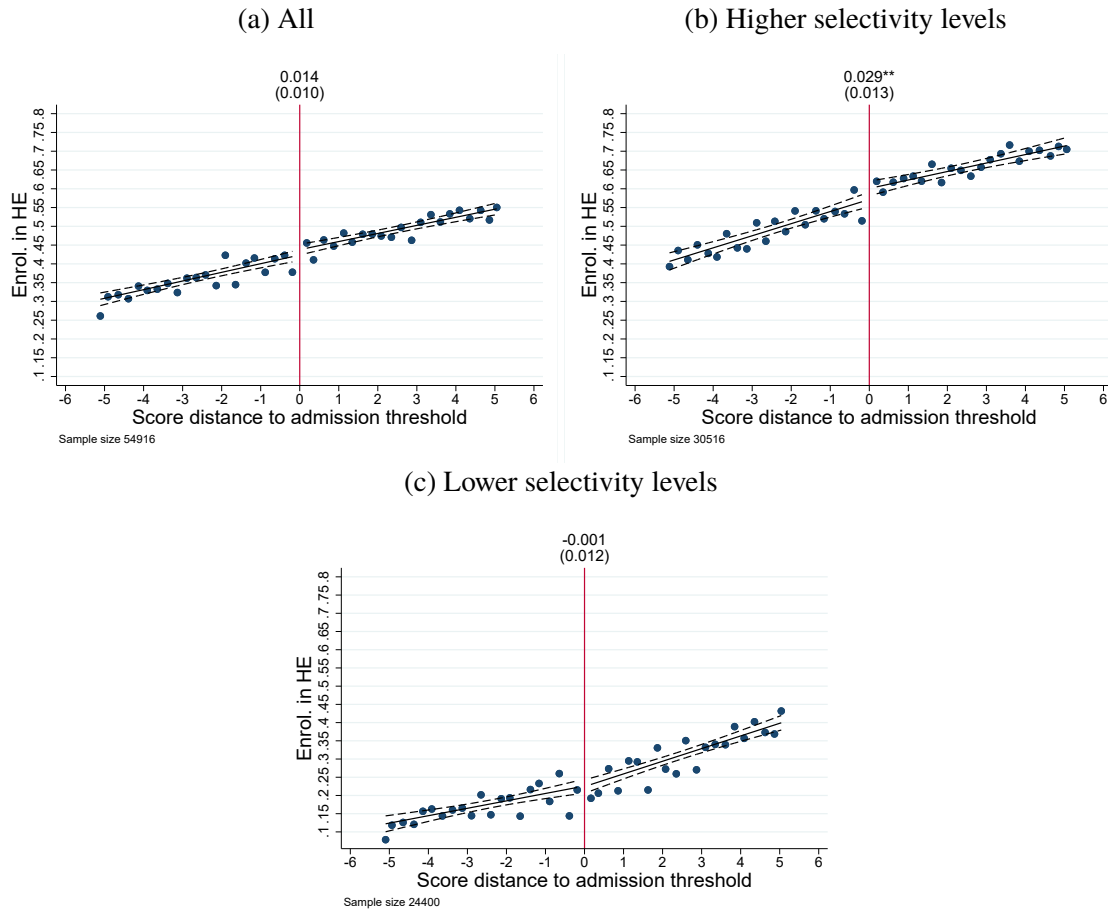 (a) All
0.014
(0.010)
Enrol. in HE
.1 .15 .2 .25 .3 .35 .4 .45 .5 .55 .6 .65 .7 .75 .8
-6 -5 -4 -3 -2 -1 0 1 2 3 4 5 6
Score distance to admission threshold
Sample size 54916
(b) Higher selectivity levels
0.029**
(0.013)
Enrol. in HE
.1 .15 .2 .25 .3 .35 .4 .45 .5 .55 .6 .65 .7 .75 .8
-6 -5 -4 -3 -2 -1 0 1 2 3 4 5 6
Score distance to admission threshold
Sample size 30516
(c) Lower selectivity levels
-0.001
(0.012)
Enrol. in HE
.1 .15 .2 .25 .3 .35 .4 .45 .5 .55 .6 .65 .7 .75 .8
-6 -5 -4 -3 -2 -1 0 1 2 3 4 5 6
Score distance to admission threshold
Sample size 24400